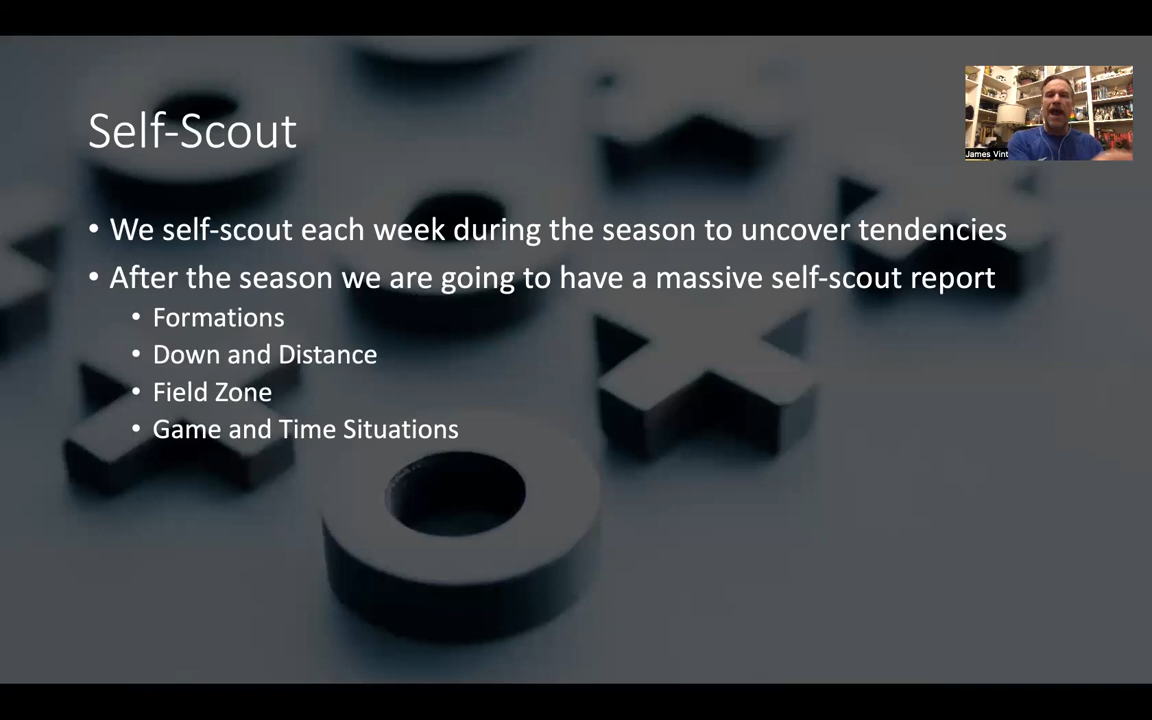 Self-Scout
• We self-scout each week during the season to uncover tendencies
• After the season we are going to have a massive self-scout report
• Formations
• Down and Distance
• Field Zone
• Game and Time Situations
James Vint